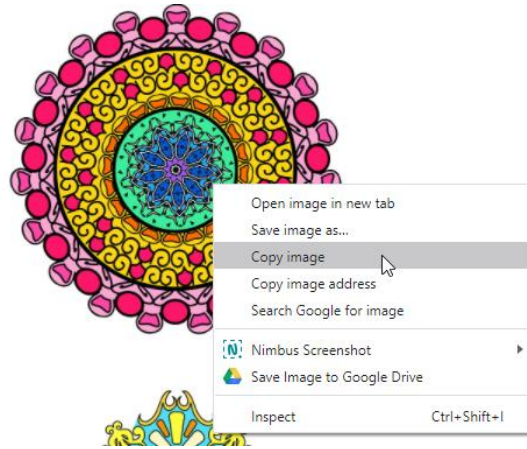 Open image in new tab
Save image as...
Copy image
Copy image address
Search Google for image
Nimbus Screenshot
Save Image to Google Drive
Inspect Ctrl+Shift+I